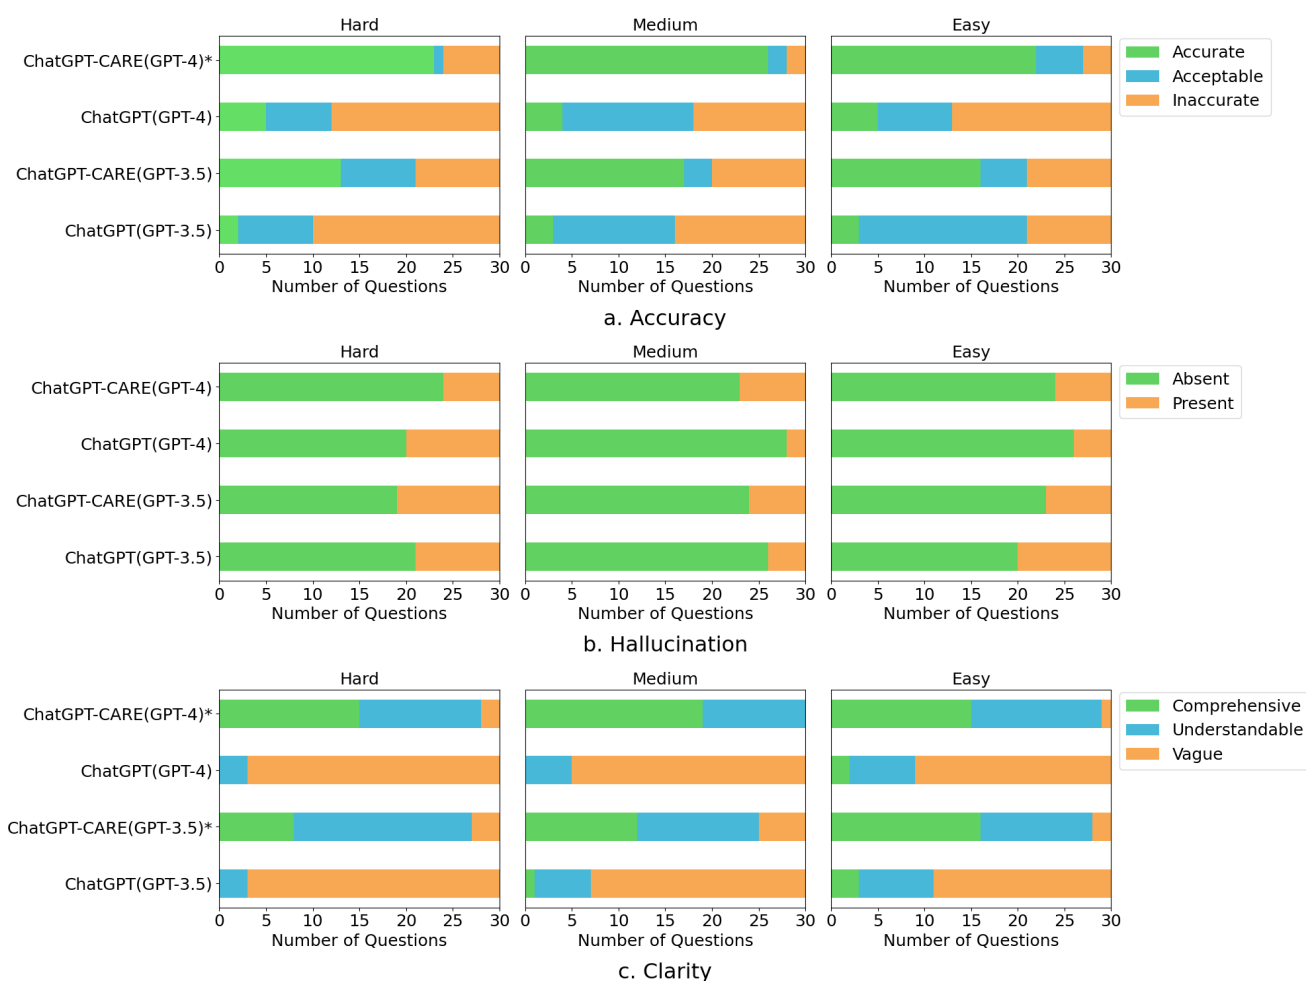 Hard Medium Easy
ChatGPT-CARE(GPT-4)*
ChatGPT(GPT-4)
ChatGPT-CARE(GPT-3.5)
ChatGPT(GPT-3.5)
Accurate
Acceptable
Inaccurate
0 5 10 15 20 25 30 0 5 10 15 20 25 30 0 5 10 15 20 25 30
Number of Questions Number of Questions Number of Questions
a. Accuracy
Hard Medium Easy
ChatGPT-CARE(GPT-4)
ChatGPT(GPT-4)
ChatGPT-CARE(GPT-3.5)
ChatGPT(GPT-3.5)
Absent
Present
0 5 10 15 20 25 30 0 5 10 15 20 25 30 0 5 10 15 20 25 30
Number of Questions Number of Questions Number of Questions
b. Hallucination
Hard Medium Easy
ChatGPT-CARE(GPT-4)*
ChatGPT(GPT-4)
ChatGPT-CARE(GPT-3.5)*
ChatGPT(GPT-3.5)
Comprehensive
Understandable
Vague
0 5 10 15 20 25 30 0 5 10 15 20 25 30 0 5 10 15 20 25 30
Number of Questions Number of Questions Number of Questions
c. Clarity